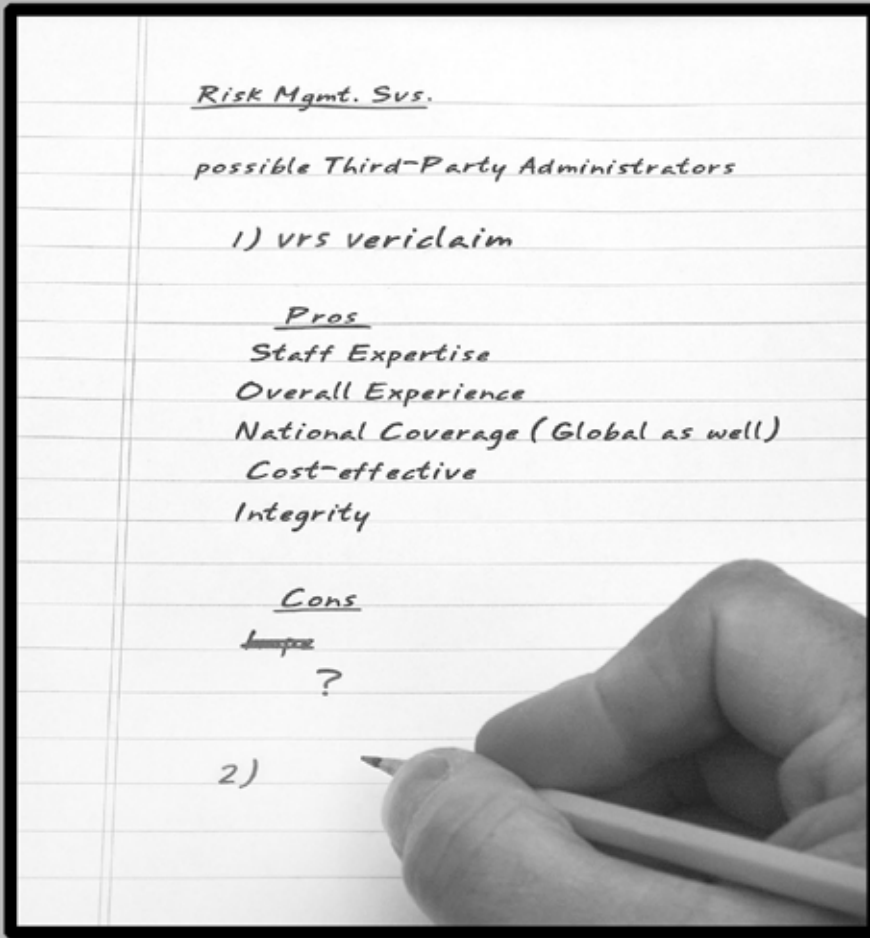 Risk Mgmt. Svs.
possible Third-Party Administrators
1) vrs vericlaim
Pros
Staff Expertise
Overall Experience
National Coverage (Global as well)
Cost-effective
Integrity
Cons
?
2)